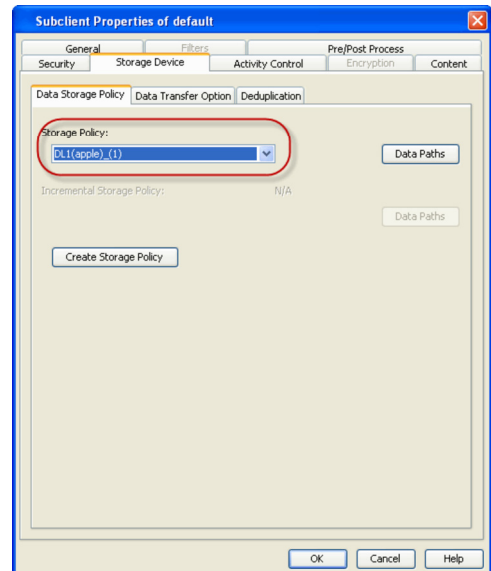 Subclient Properties of default
General Filters Pre/Post Process
Security Storage Device Activity Control Encryption Content
Data Storage Policy Data Transfer Option Deduplication
Storage Policy:
DL1(apple)_(1) Data Paths
Incremental Storage Policy: N/A
Data Paths
Create Storage Policy
OK Cancel Help